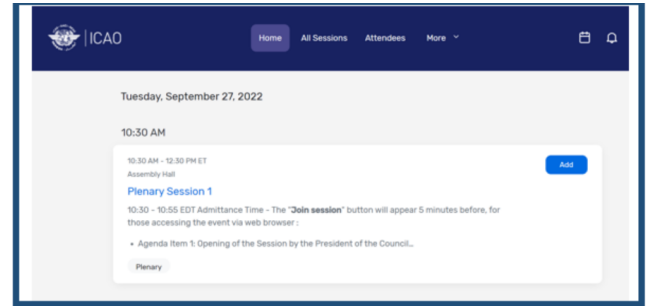 ICAO
Home All Sessions Attendees More
Tuesday, September 27, 2022
10:30 AM
10:30 AM - 12:30 PM ET
Add
Assembly Hall
Plenary Session 1
10:30 - 10:55 EDT Admittance Time - The "Join session" button will appear 5 minutes before, for
those accessing the event via web browser :
• Agenda Item 1: Opening of the Session by the President of the Council...
Plenary